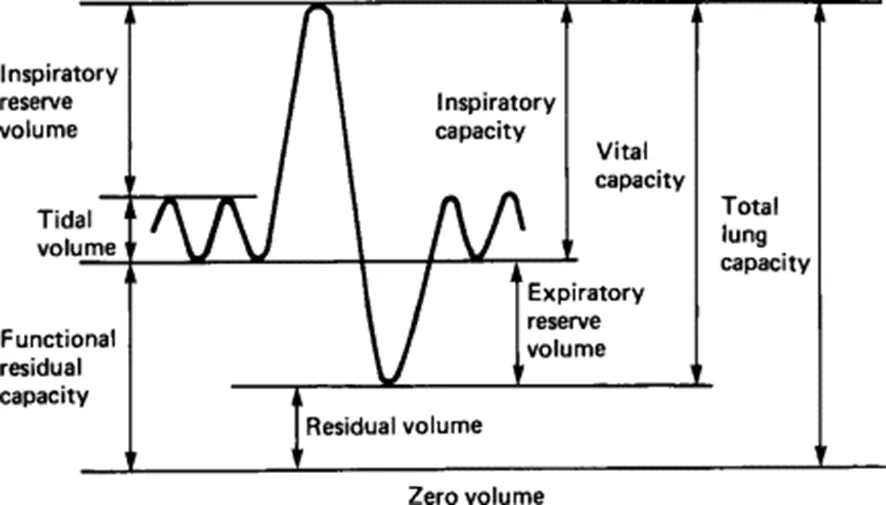 Inspiratory
reserve
volume
Inspiratory
capacity
Vital
capacity
Tidal
volume
Total
lung
capacity
Functional
residual
capacity
Expiratory
reserve
volume
Residual volume
Zero volume